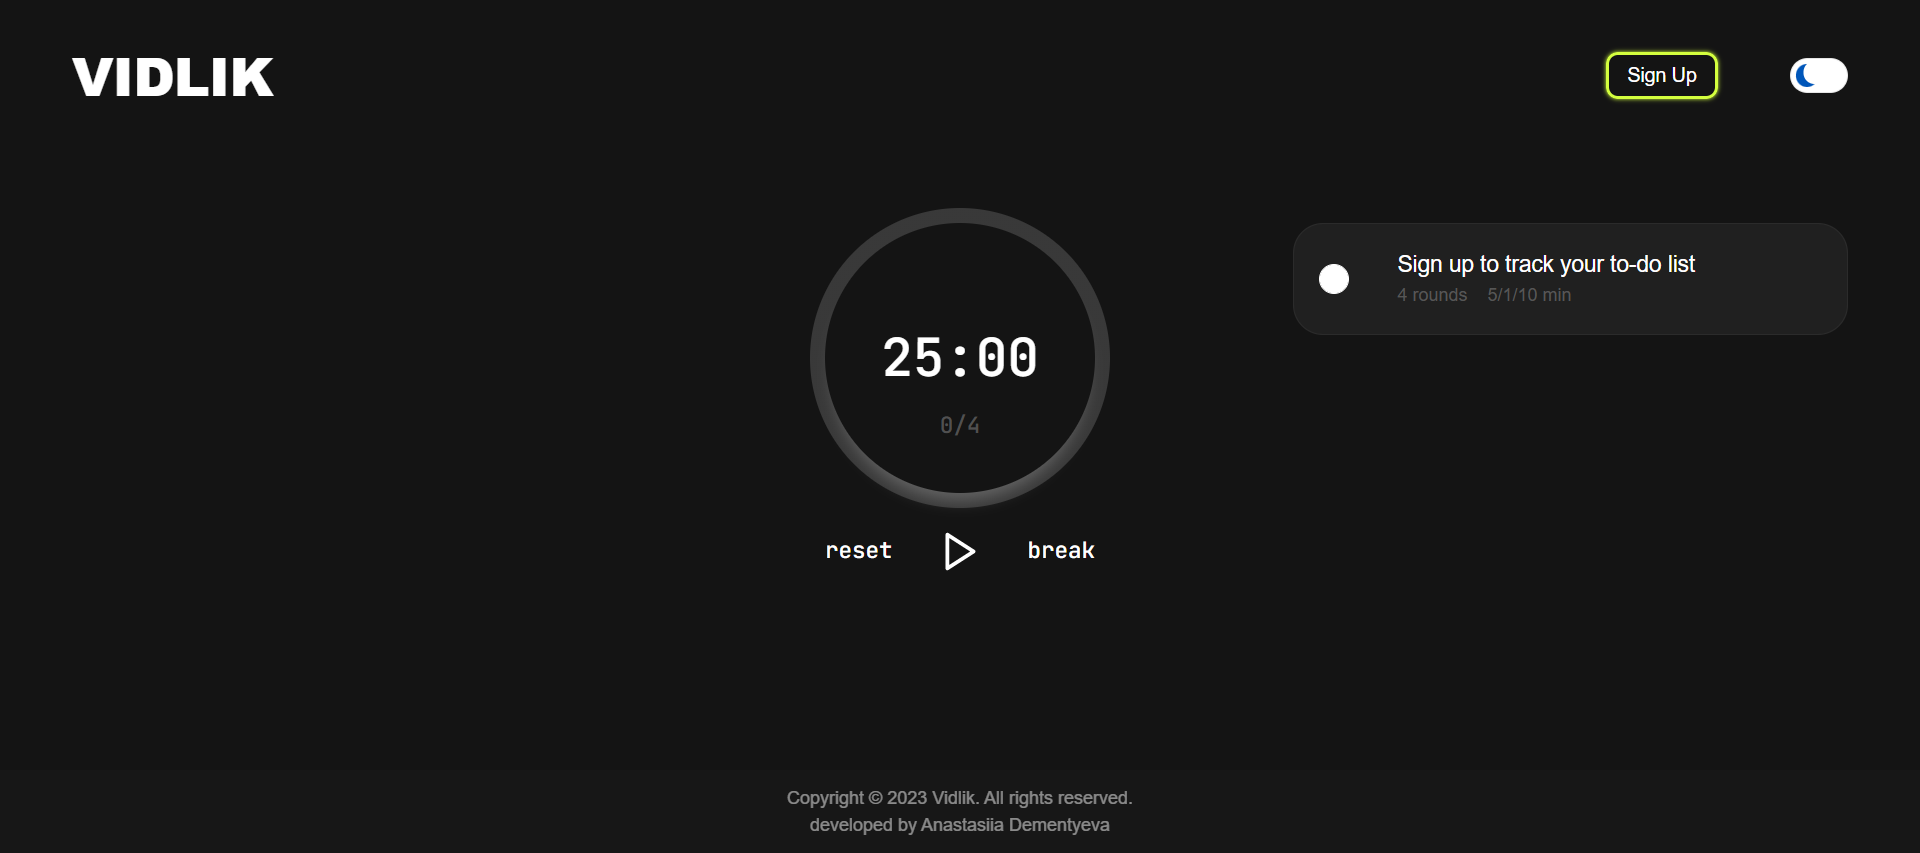 VIDLIK
Sign Up
Sign up to track your to-do list
4 rounds 5/1/10 min
25:00
0/4
reset
break
Copyright © 2023 Vidlik. All rights reserved.
developed by Anastasiia Dementyeva